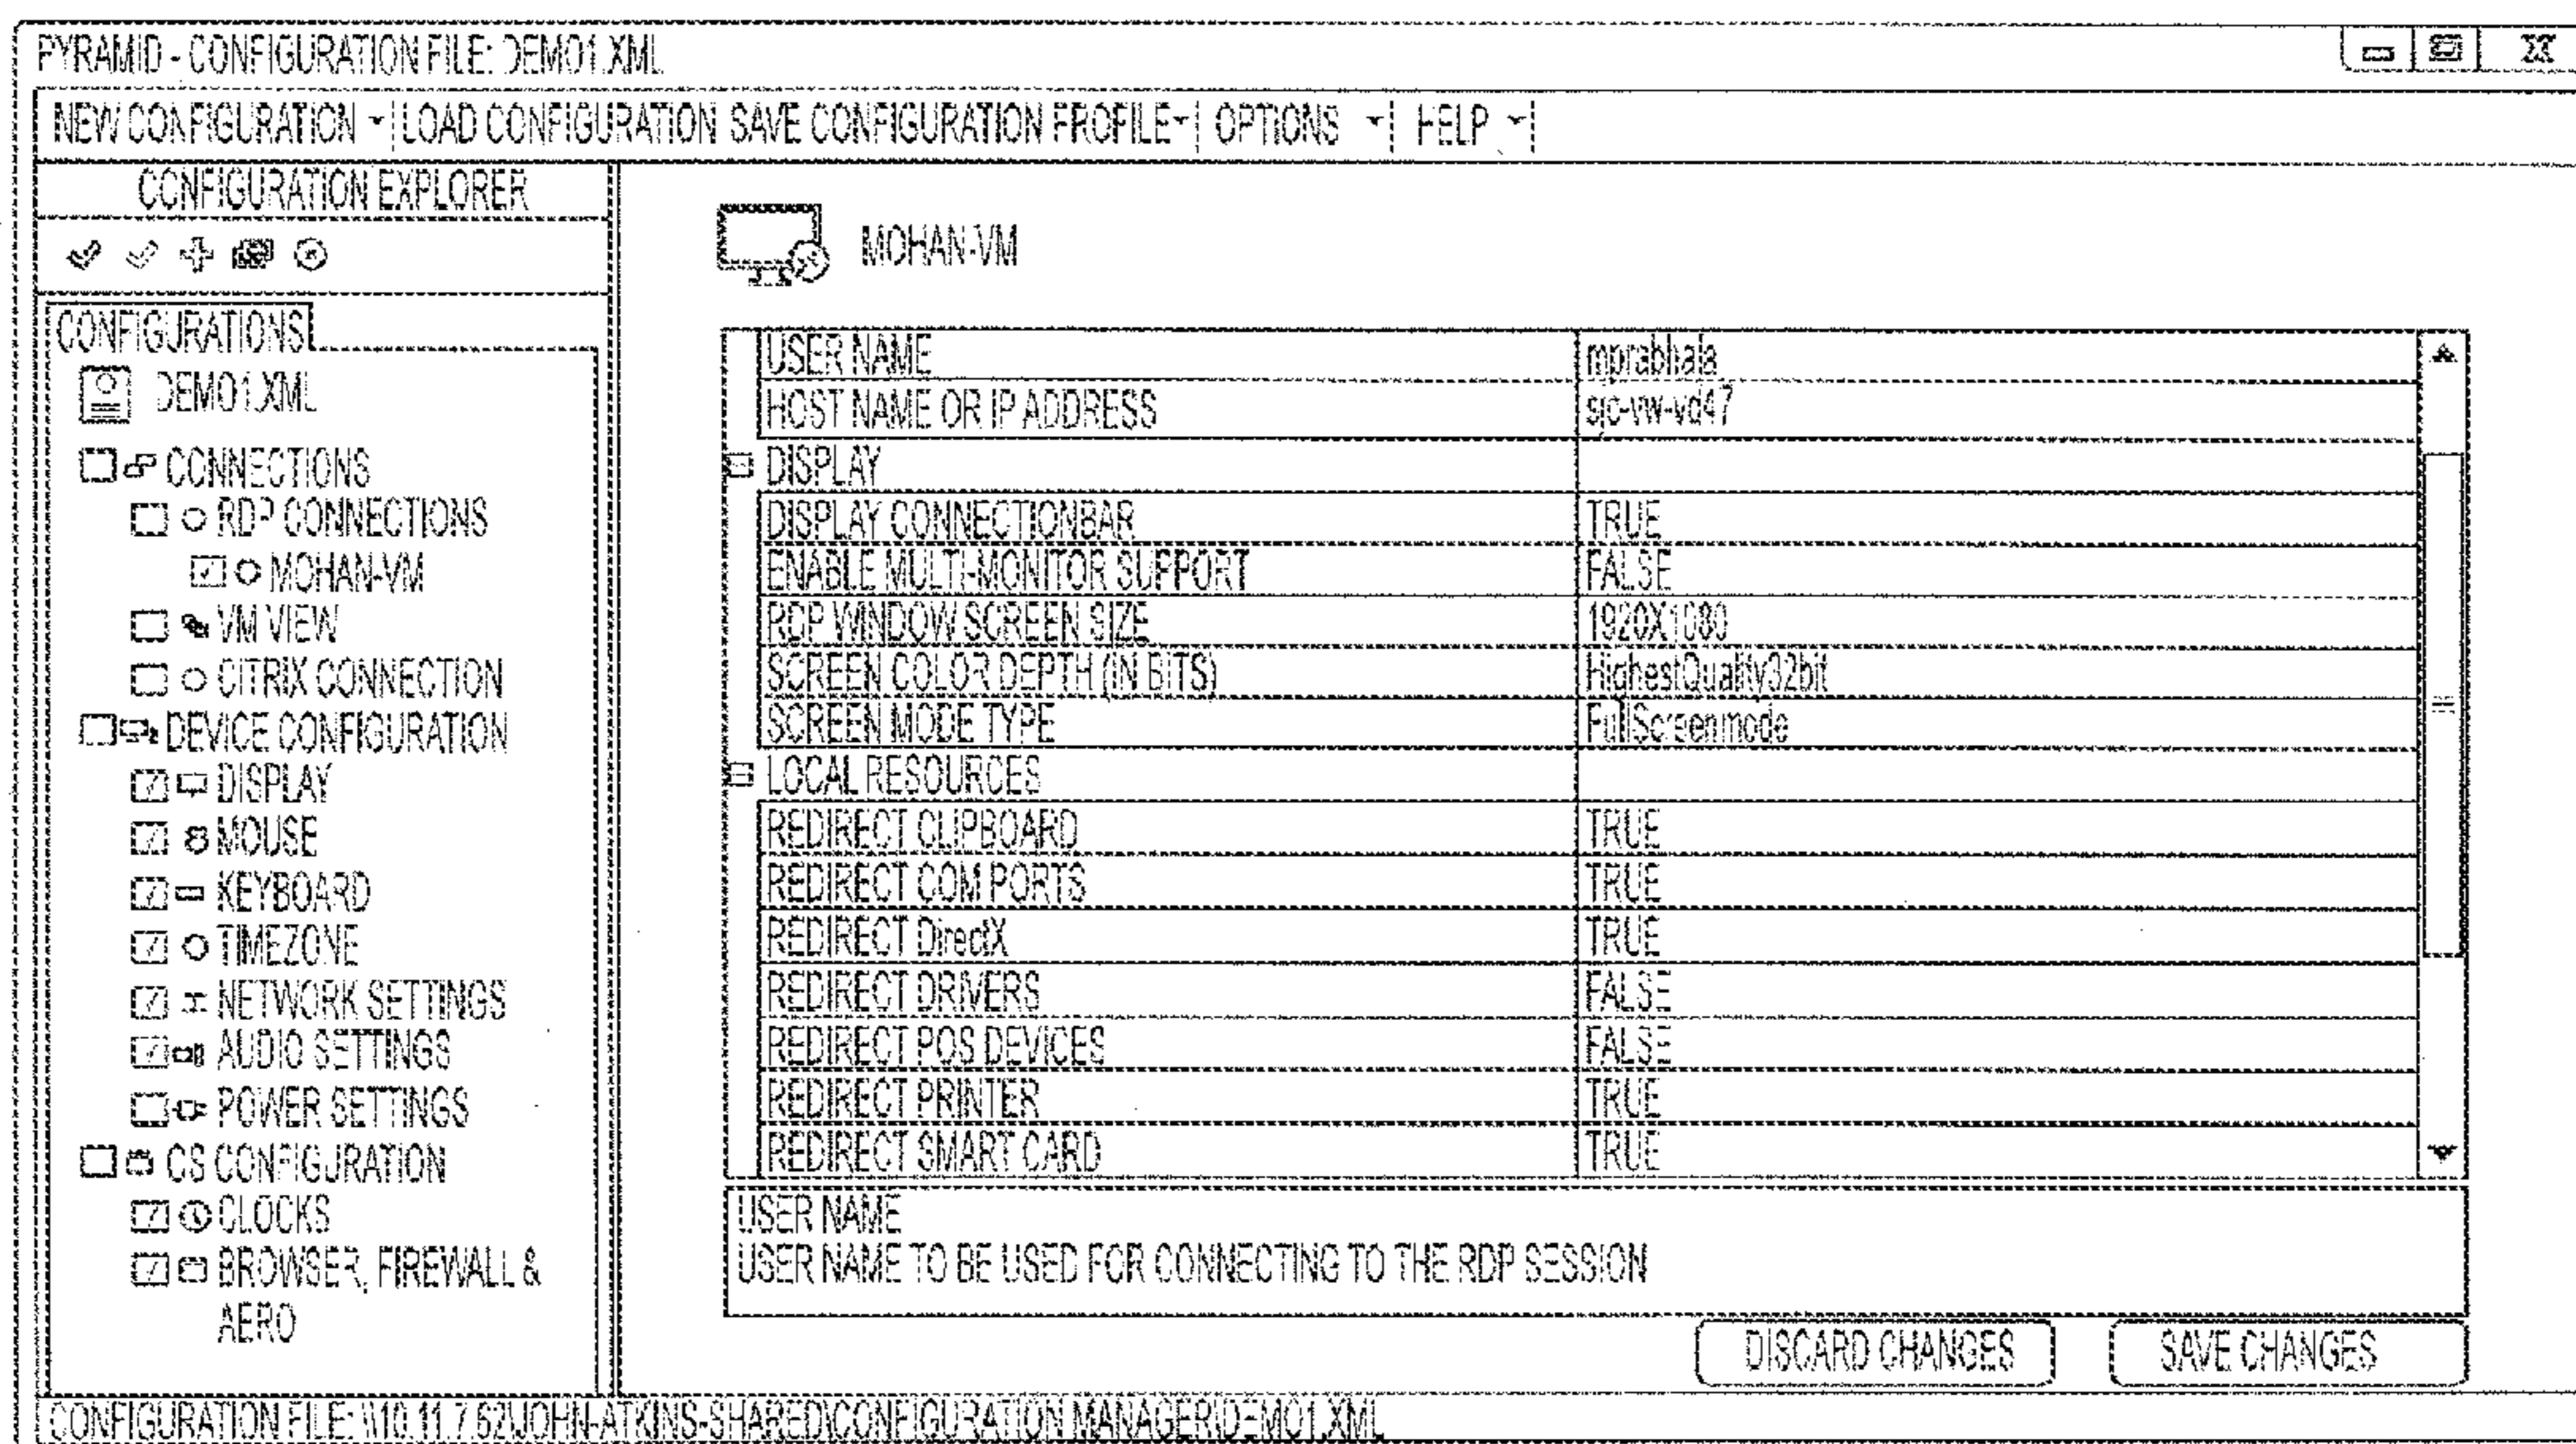 PYRAMID - CONFIGURATION FILE: DEMO1.XML
NEW CONFIGURATION LOAD CONFIGURATION SAVE CONFIGURATION PROFILE OPTIONS HELP
CONFIGURATION EXPLORER
CONFIGURATIONS
DEMO1.XML
CONNECTIONS
RDP CONNECTIONS
MOHAN-VM
VM VIEW
CITRIX CONNECTION
DEVICE CONFIGURATION
DISPLAY
MOUSE
KEYBOARD
TIMEZONE
NETWORK SETTINGS
AUDIO SETTINGS
POWER SETTINGS
OS CONFIGURATION
CLOCKS
BROWSER, FIREWALL &
AERO
MOHAN-VM
USER NAME mprabhala
HOST NAME OR IP ADDRESS sjc-vw-vd47
DISPLAY
DISPLAY CONNECTIONBAR TRUE
ENABLE MULTI-MONITOR SUPPORT FALSE
RDP WINDOW SCREEN SIZE 1920X1080
SCREEN COLOR DEPTH (IN BITS) HighestQuality32bit
SCREEN MODE TYPE FullScreenmode
LOCAL RESOURCES
REDIRECT CLIPBOARD TRUE
REDIRECT COM PORTS TRUE
REDIRECT DirectX TRUE
REDIRECT DRIVERS FALSE
REDIRECT POS DEVICES FALSE
REDIRECT PRINTER TRUE
REDIRECT SMART CARD TRUE
USER NAME
USER NAME TO BE USED FOR CONNECTING TO THE RDP SESSION
DISCARD CHANGES SAVE CHANGES
CONFIGURATION FILE: \\10.11.7.62\JOHN-ATKINS-SHARED\CONFIGURATION MANAGER\DEMO1.XML